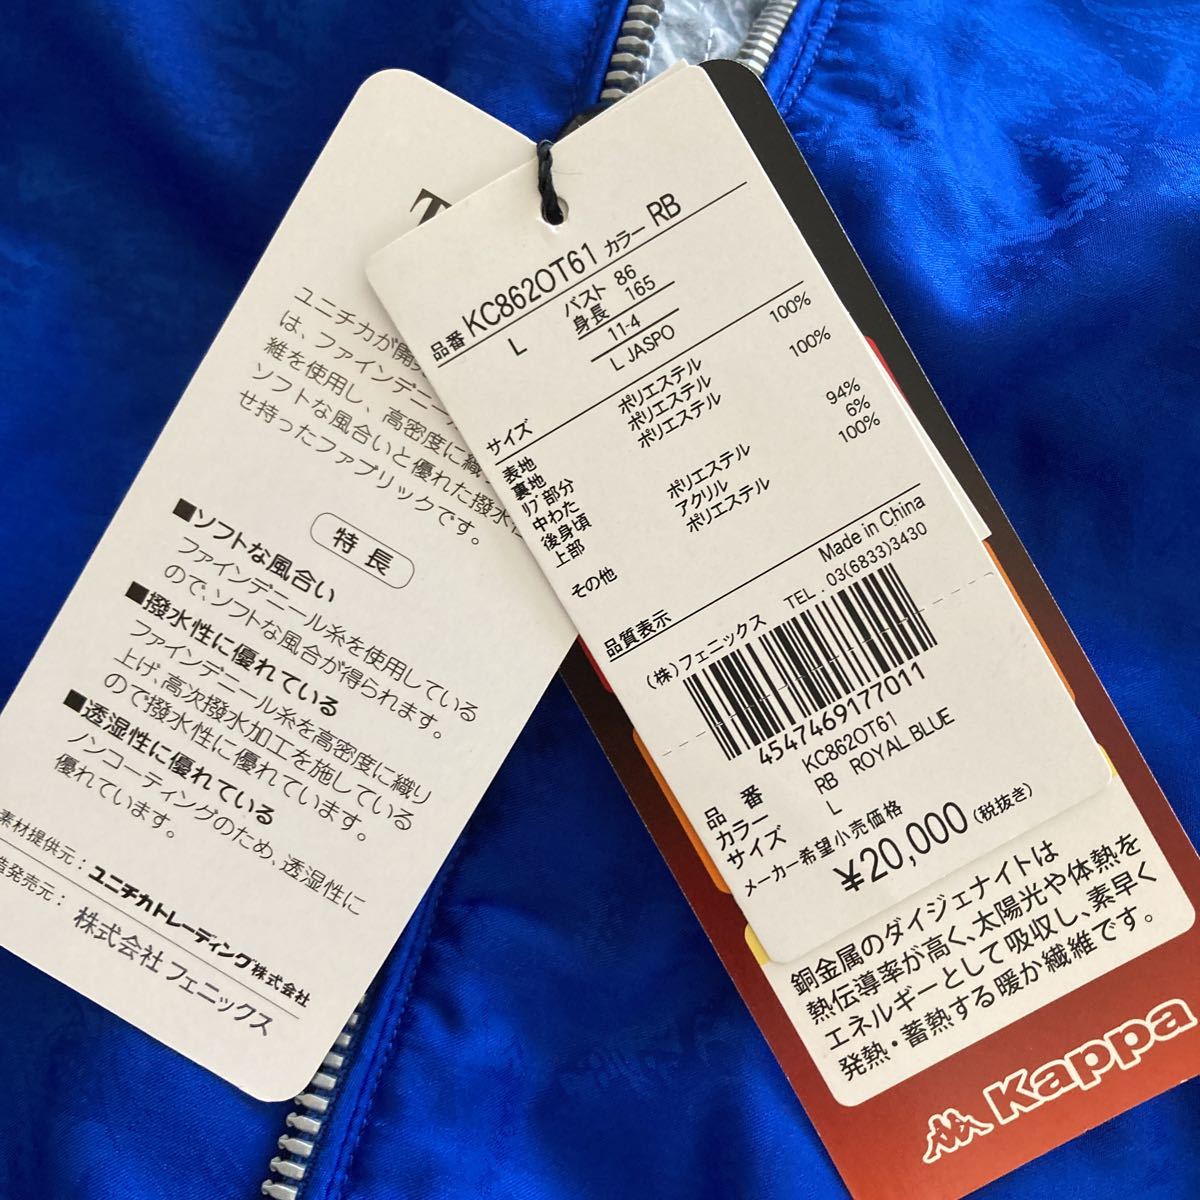 ユニチカが開
は、ファインデニー
維を使用し、高密度に織
ソフトな風合いと優れた撥水
せ持ったファブリックです。
特長
■ソフトな風合い
ファインデニール糸を使用している
ので、ソフトな風合が得られます。
■撥水性に優れている
ファインデニール糸を高密度に織り
上げ、高次撥水加工を施している
ので撥水性に優れています。
■透湿性に優れている
ノンコーティングのため、透湿性に
優れています。
素材提供元：ユニチカトレーディング株式会社
造発売元：株式会社フェニックス
品番 KC862OT61 カラー RB
サイズ L バスト 86
身長 165
11-4
L JASPO
表地 ポリエステル 100%
裏地 ポリエステル
リブ部分 ポリエステル 100%
中わた
後身頃 ポリエステル 94%
上部 アクリル 6%
その他 ポリエステル 100%
品質表示 Made in China
(株)フェニックス TEL. 03(6833)3430
4547469177011
品番 KC862OT61
カラー RB ROYAL BLUE
サイズ L
メーカー希望小売価格
¥20,000(税抜き)
銅金属のダイジェナイトは
熱伝導率が高く、太陽光や体熱を
エネルギーとして吸収し、素早く
発熱・蓄熱する暖か繊維です。
Kappa